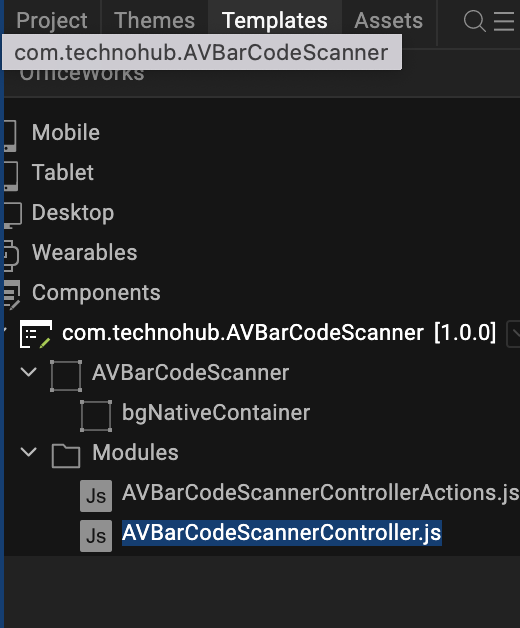 Project Themes Templates Assets
com.technohub.AVBarCodeScanner
OfficeWorks
Mobile
Tablet
Desktop
Wearables
Components
com.technohub.AVBarCodeScanner [1.0.0]
AVBarCodeScanner
bgNativeContainer
Modules
Js AVBarCodeScannerControllerActions.js
Js AVBarCodeScannerController.js